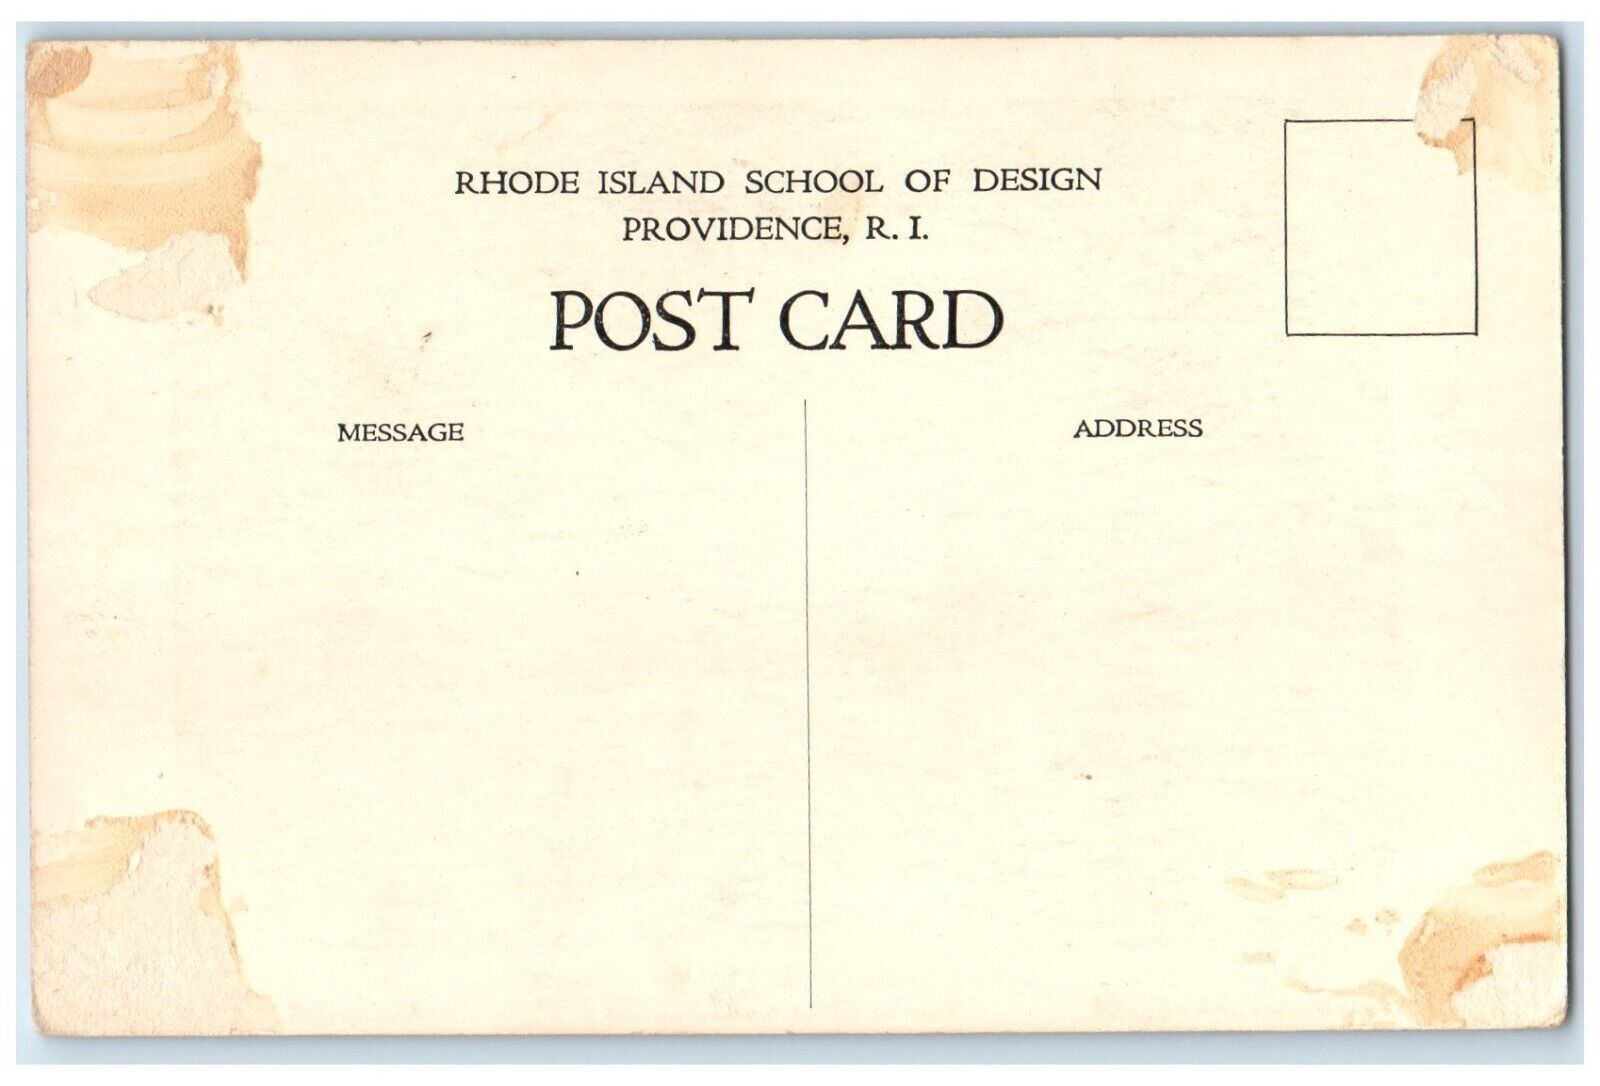 RHODE ISLAND SCHOOL OF DESIGN
PROVIDENCE, R. I.
POST CARD
MESSAGE
ADDRESS